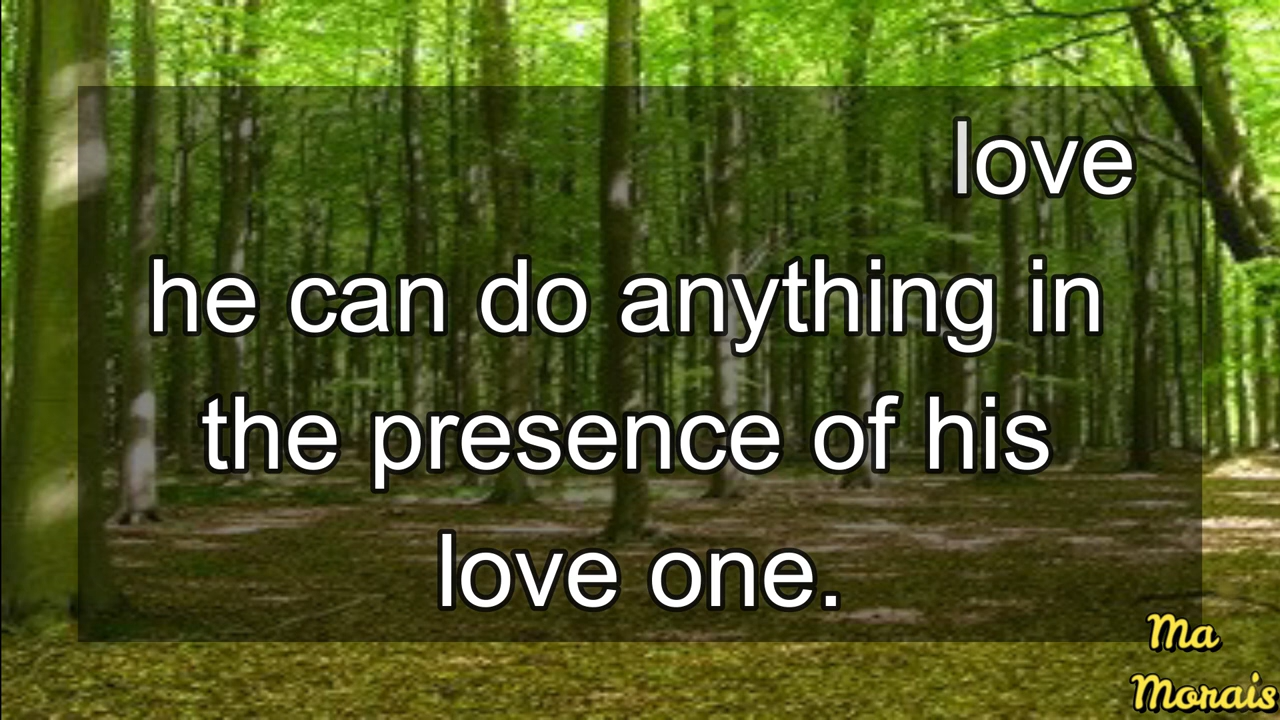 love
he can do anything in
the presence of his
love one.
Ma
Morais